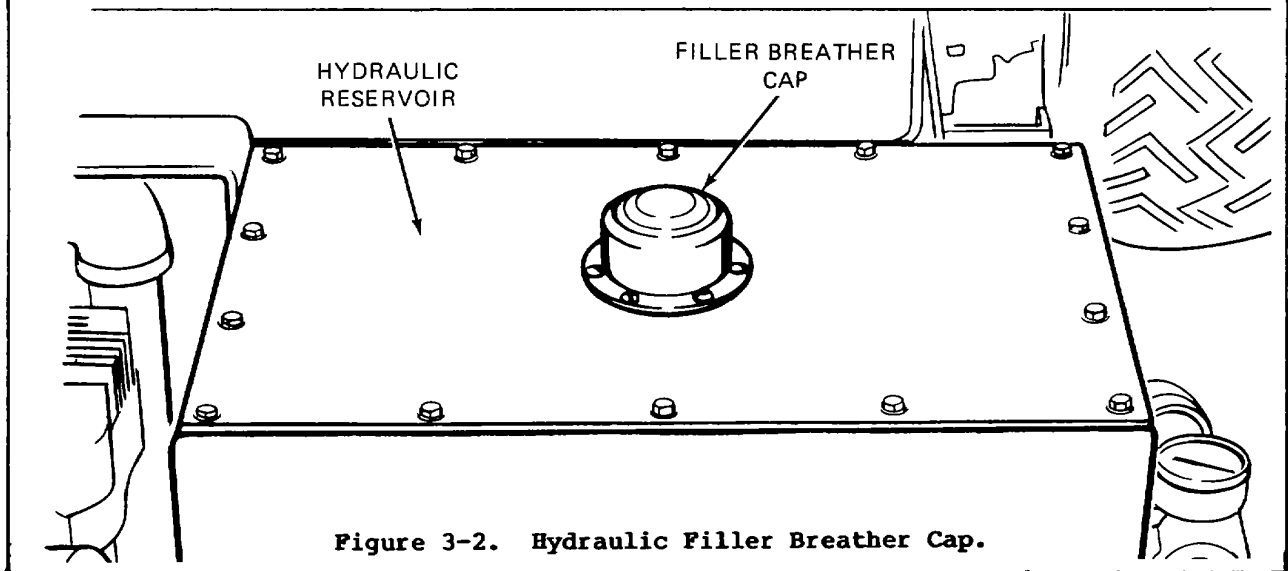 HYDRAULIC
RESERVOIR
FILLER BREATHER
CAP
Figure 3-2. Hydraulic Filler Breather Cap.